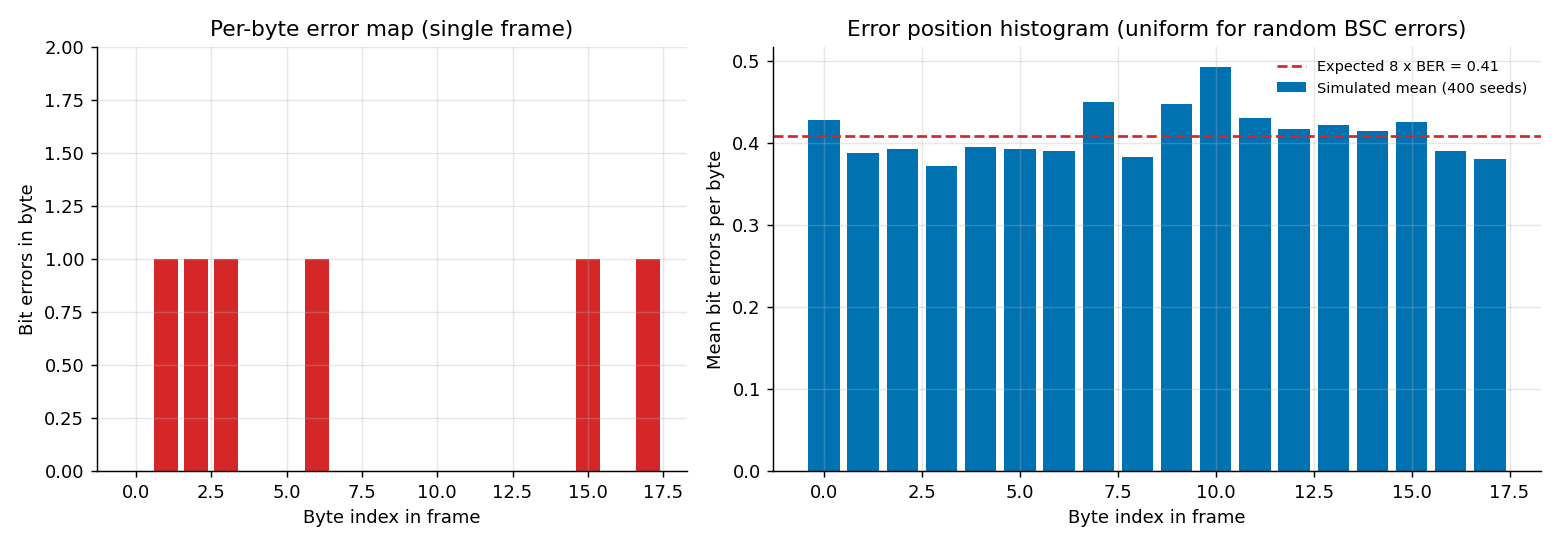 Per-byte error map (single frame)
2.00
1.75
1.50
1.25
1.00
0.75
0.50
0.25
0.00
Bit errors in byte
0.0 2.5 5.0 7.5 10.0 12.5 15.0 17.5
Byte index in frame
Error position histogram (uniform for random BSC errors)
Expected 8 x BER = 0.41
Simulated mean (400 seeds)
0.5
0.4
0.3
0.2
0.1
0.0
Mean bit errors per byte
0.0 2.5 5.0 7.5 10.0 12.5 15.0 17.5
Byte index in frame